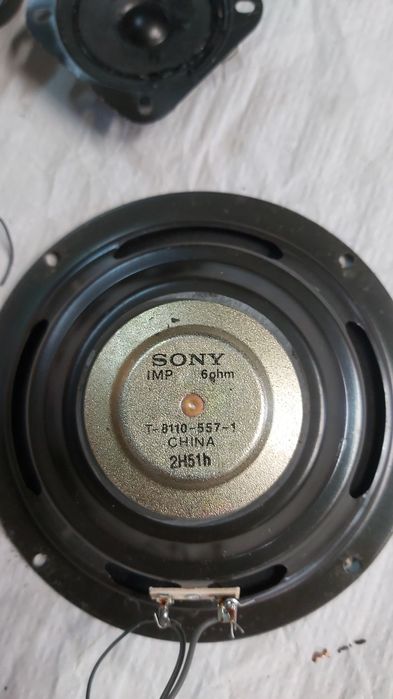 SONY
IMP 6ohm
T-8110-557-1
CHINA
2H51h